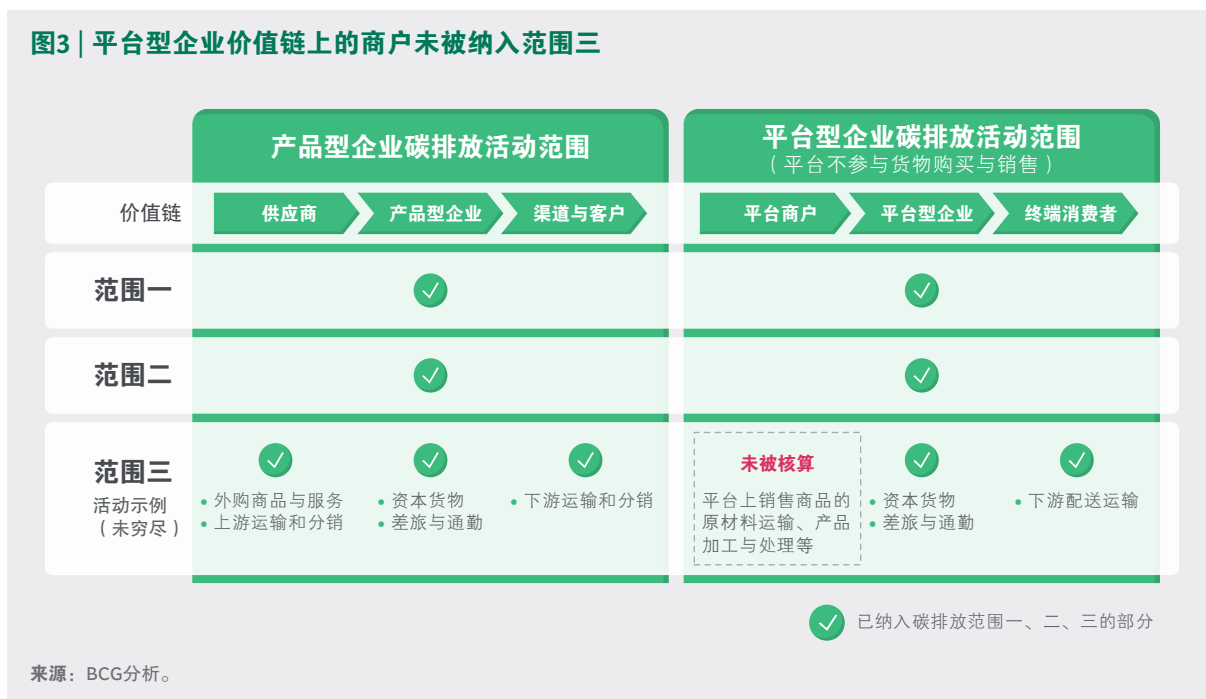 图3 | 平台型企业价值链上的商户未被纳入范围三
产品型企业碳排放活动范围
平台型企业碳排放活动范围
（平台不参与货物购买与销售）
价值链
供应商
产品型企业
渠道与客户
平台商户
平台型企业
终端消费者
范围一
范围二
范围三
活动示例
（未穷尽）
• 外购商品与服务
• 上游运输和分销
• 资本货物
• 差旅与通勤
• 下游运输和分销
未被核算
平台上销售商品的
原材料运输、产品
加工与处理等
• 资本货物
• 差旅与通勤
• 下游配送运输
已纳入碳排放范围一、二、三的部分
来源：BCG分析。